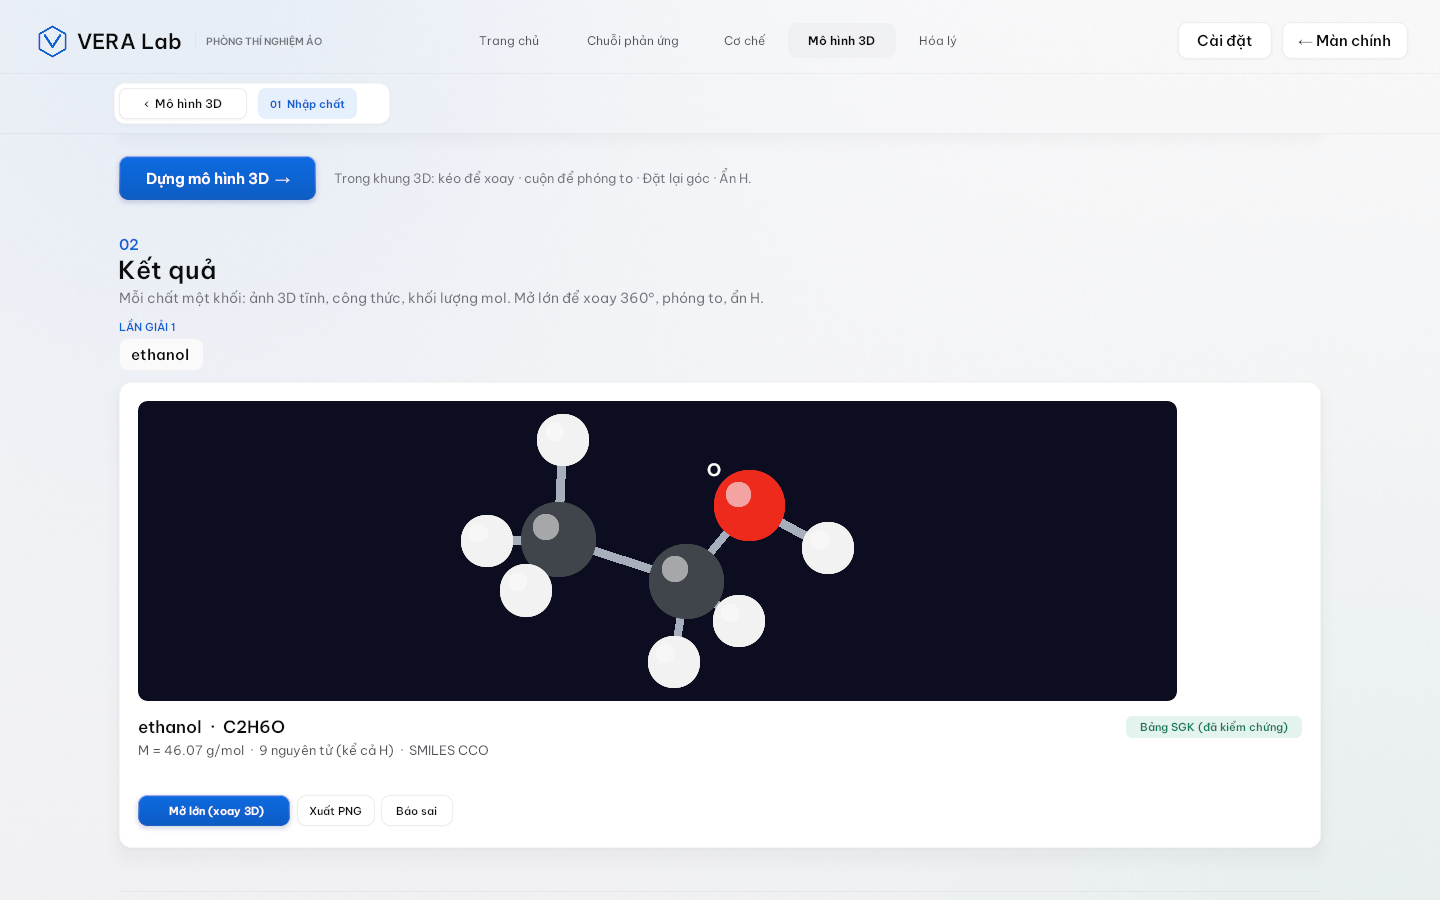 VERA Lab
PHÒNG THÍ NGHIỆM ẢO
Trang chủ
Chuỗi phản ứng
Cơ chế
Mô hình 3D
Hóa lý
Cài đặt
← Màn chính
‹ Mô hình 3D
01 Nhập chất
Dựng mô hình 3D →
Trong khung 3D: kéo để xoay · cuộn để phóng to · Đặt lại góc · Ẩn H.
02
Kết quả
Mỗi chất một khối: ảnh 3D tĩnh, công thức, khối lượng mol. Mở lớn để xoay 360°, phóng to, ẩn H.
LẦN GIẢI 1
ethanol
O
ethanol · C2H6O
Bảng SGK (đã kiểm chứng)
M = 46.07 g/mol · 9 nguyên tử (kể cả H) · SMILES CCO
Mở lớn (xoay 3D)
Xuất PNG
Báo sai